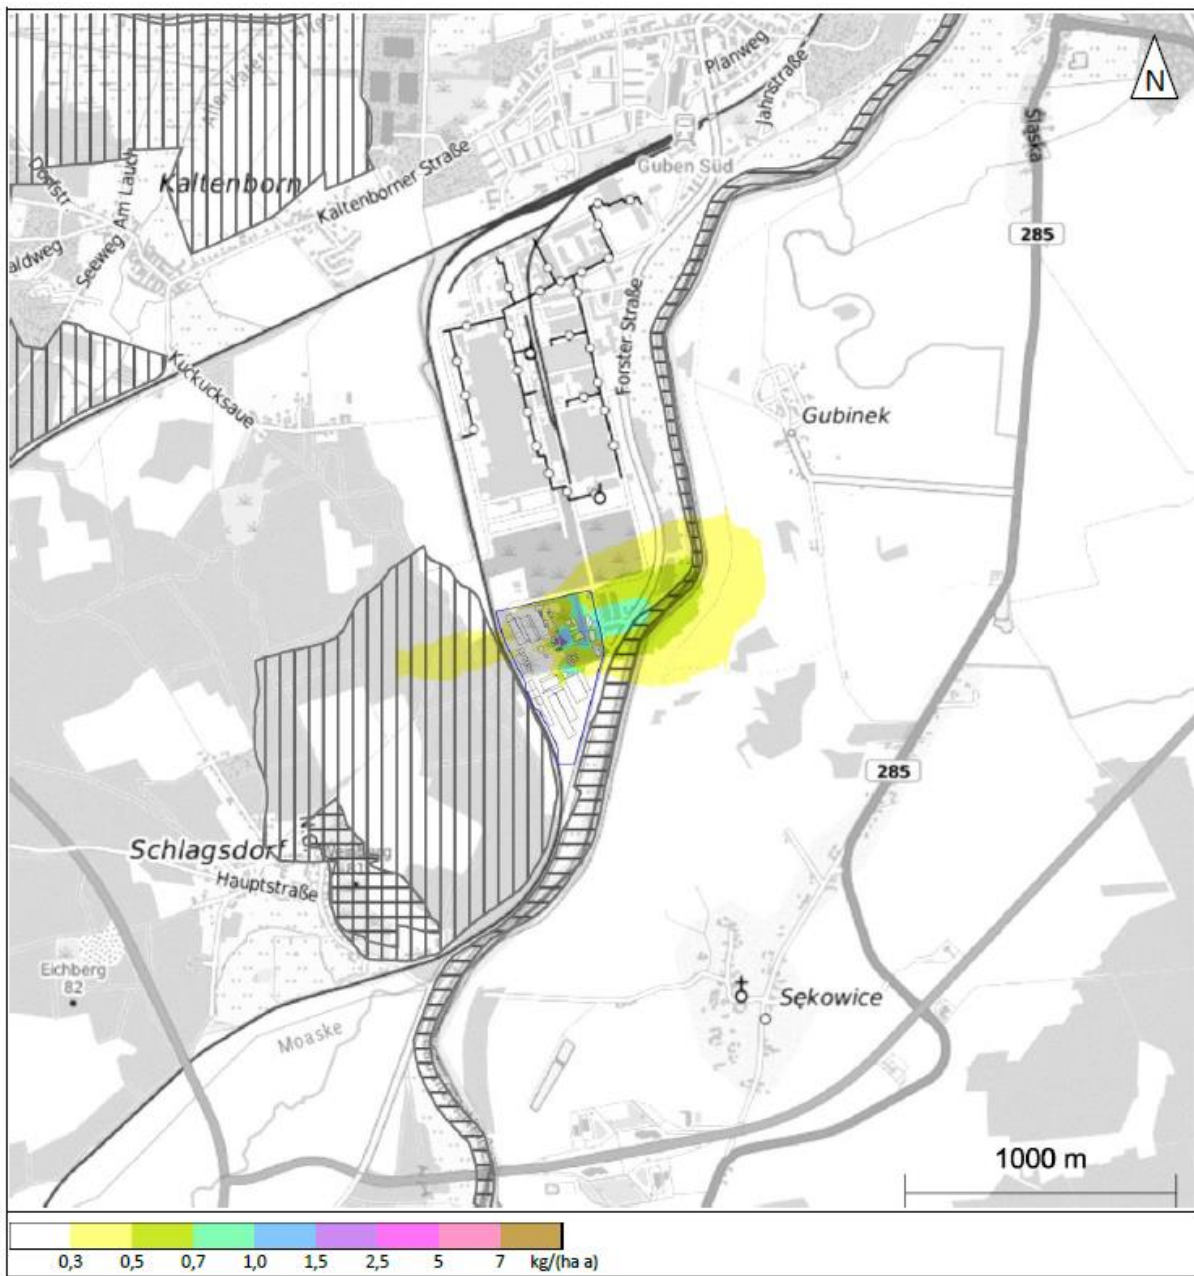 Planweg
Jahnstraße
N
Guben Süd
Śląska
Kaltenborn
Kaltenborner Straße
Dorfstr
Seeweg Am Lauch
aldweg
285
Forster Straße
Kuckucksaue
Gubinek
285
Schlagsdorf
Hauptstraße
Eichberg
82
Sękowice
Moaske
1000 m
0,3 0,5 0,7 1,0 1,5 2,5 5 7 kg/(ha a)